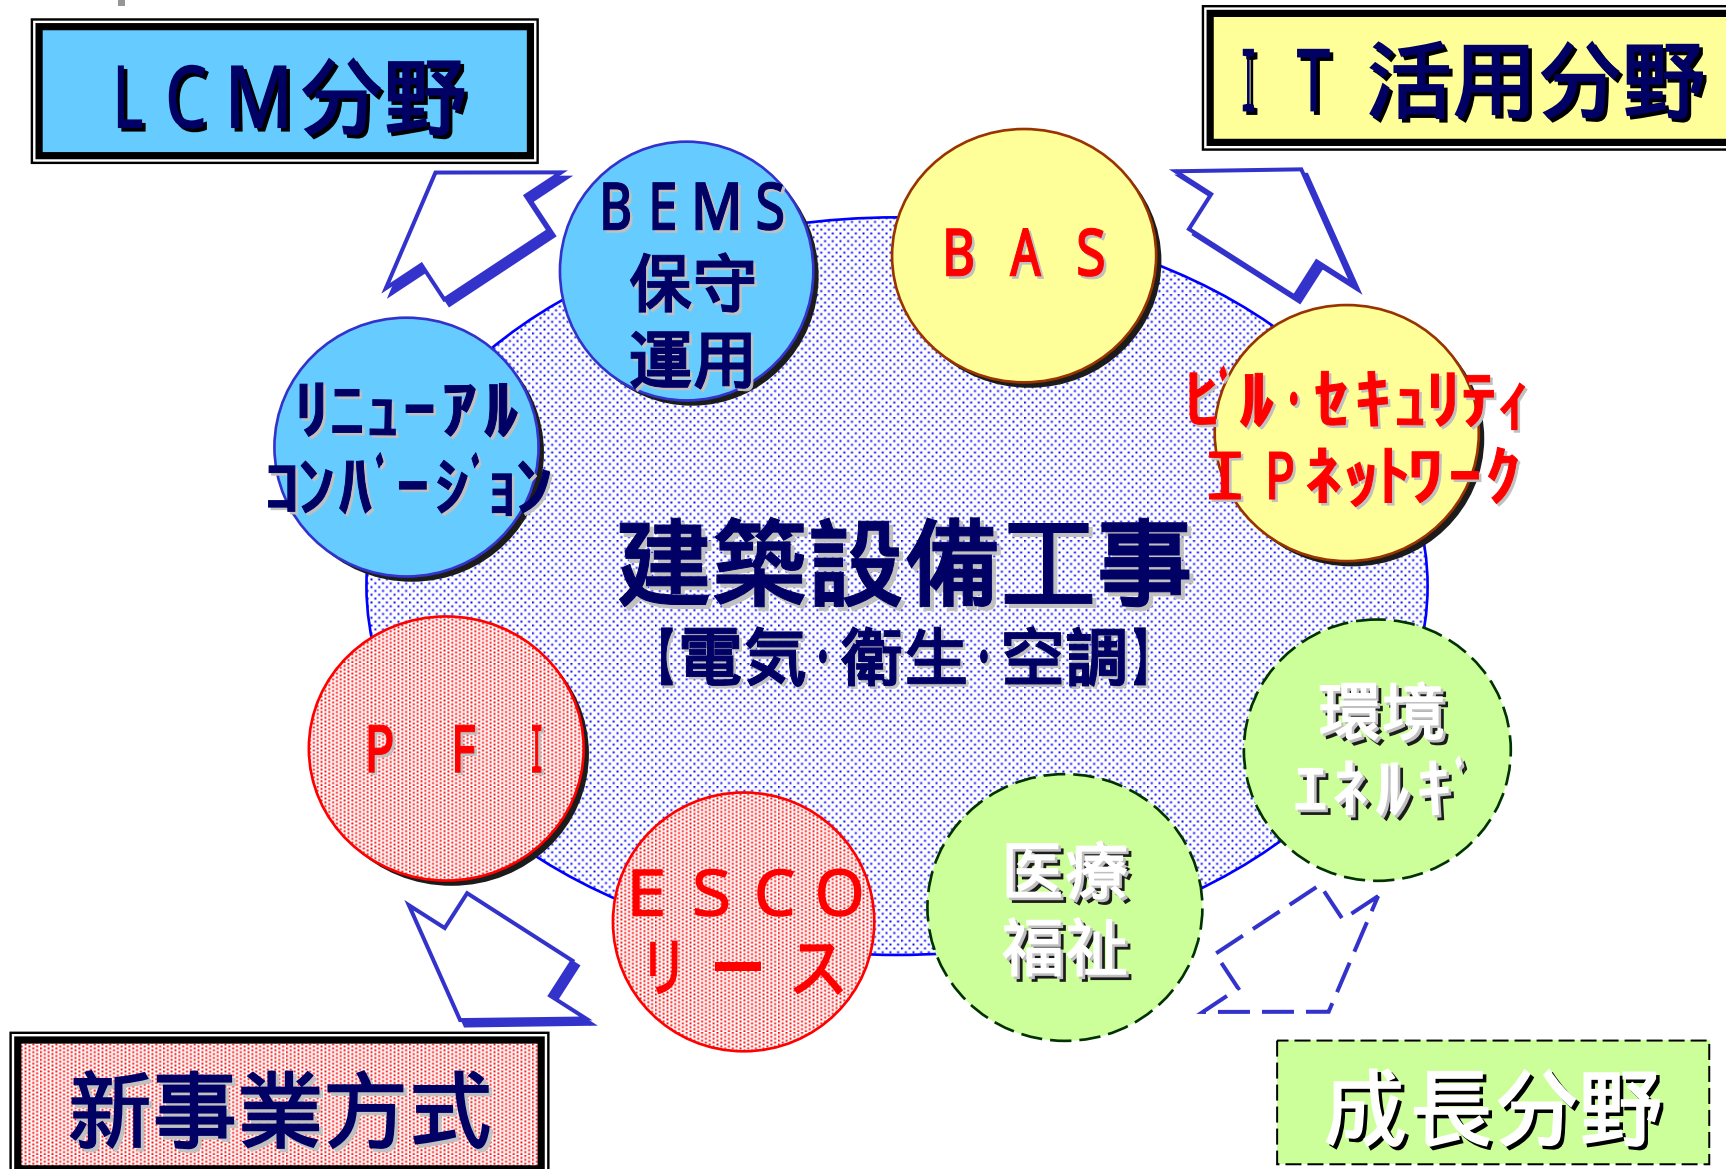 ＬＣＭ分野
ＩＴ活用分野
ＢＥＭＳ
保守
運用
ＢＡＳ
ﾘﾆｭｰｱﾙ
ｺﾝﾊﾞｰｼﾞｮﾝ
ﾋﾞﾙ･ｾｷｭﾘﾃｨ
ＩＰﾈｯﾄﾜｰｸ
建築設備工事
【電気･衛生･空調】
ＰＦＩ
環境
ｴﾈﾙｷﾞ
ＥＳＣＯ
リース
医療
福祉
新事業方式
成長分野